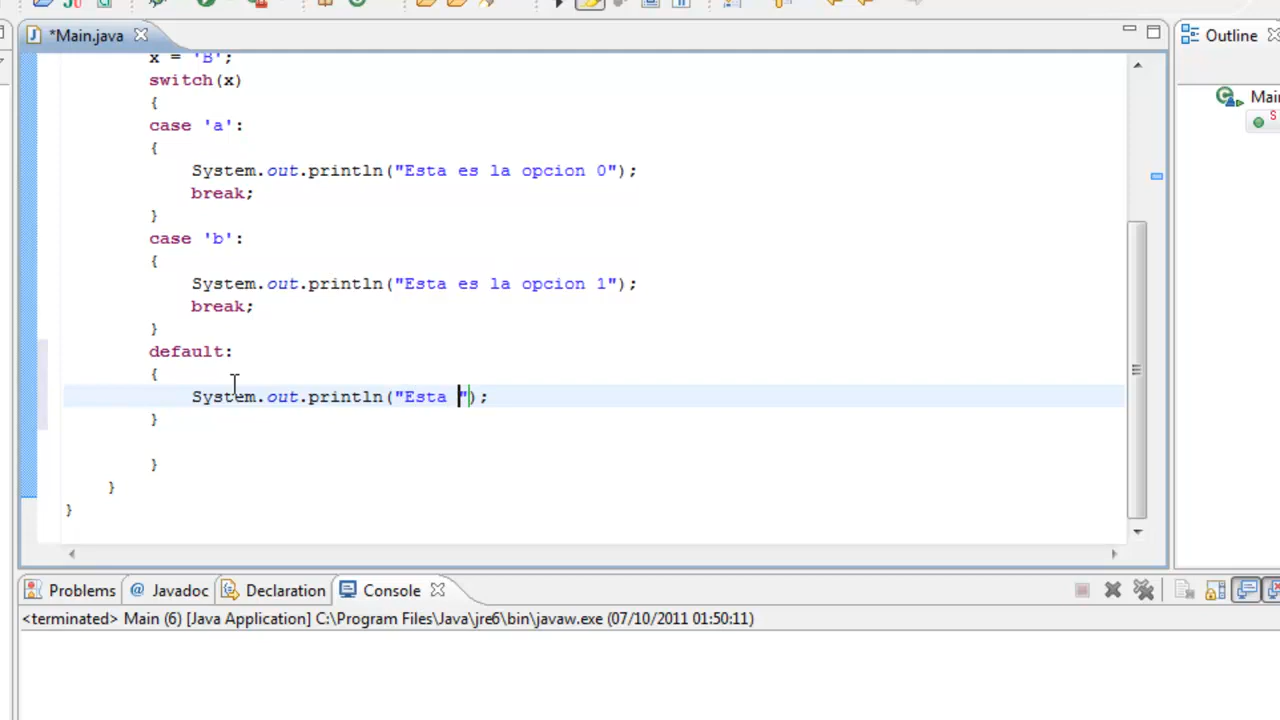 *Main.java
Outline
x = 'B';
switch(x)
{
case 'a':
{
System.out.println("Esta es la opcion 0");
break;
}
case 'b':
{
System.out.println("Esta es la opcion 1");
break;
}
default:
{
System.out.println("Esta ");
}
}
}
}
Mai
S
Problems @ Javadoc Declaration Console
<terminated> Main (6) [Java Application] C:\Program Files\Java\jre6\bin\javaw.exe (07/10/2011 01:50:11)